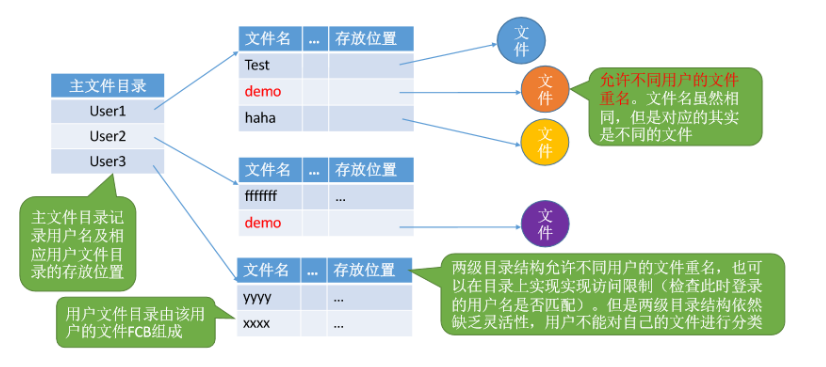 主文件目录
User1
User2
User3
主文件目录记
录用户名及相
应用户文件目
录的存放位置
用户文件目录由该用
户的文件FCB组成
文件名 ... 存放位置
Test
demo
haha
文件名 ... 存放位置
fffffff ...
demo
文件名 ... 存放位置
yyyy ...
xxxx ...
文
件
文
件
文
件
文
件
允许不同用户的文件
重名。文件名虽然相
同，但是对应的其实
是不同的文件
两级目录结构允许不同用户的文件重名，也可
以在目录上实现实现访问限制（检查此时登录
的用户名是否匹配）。但是两级目录结构依然
缺乏灵活性，用户不能对自己的文件进行分类